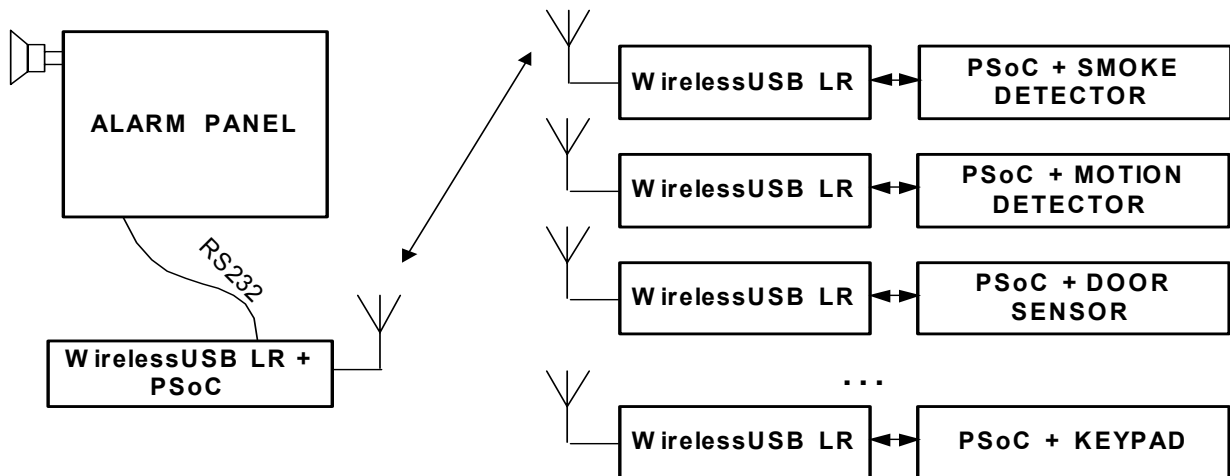 ALARM PANEL
RS232
WirelessUSB LR +
PSoC
WirelessUSB LR
PSoC + SMOKE
DETECTOR
WirelessUSB LR
PSoC + MOTION
DETECTOR
WirelessUSB LR
PSoC + DOOR
SENSOR
...
WirelessUSB LR
PSoC + KEYPAD